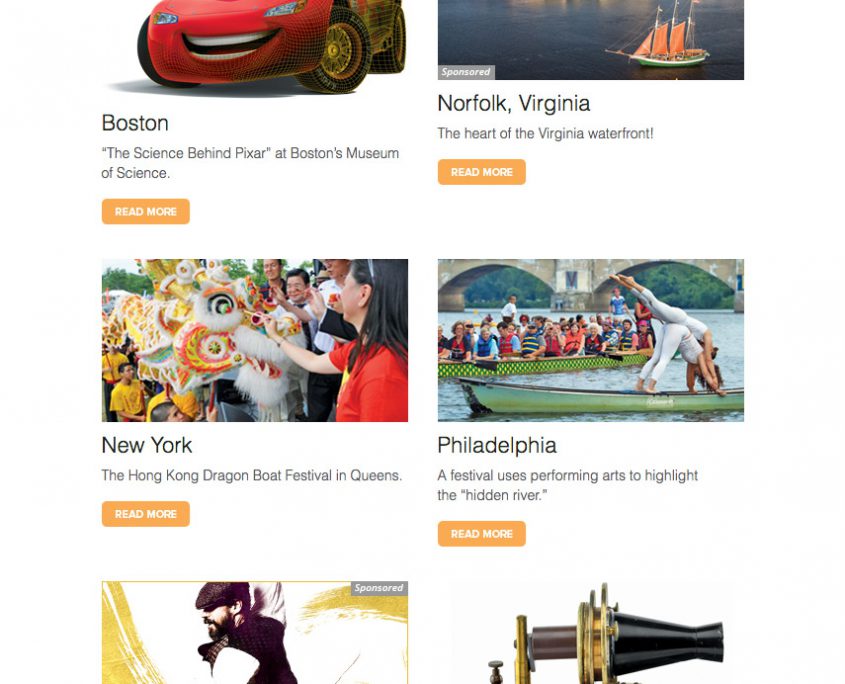 Boston
“The Science Behind Pixar” at Boston’s Museum
of Science.
READ MORE
Sponsored
Norfolk, Virginia
The heart of the Virginia waterfront!
READ MORE
New York
The Hong Kong Dragon Boat Festival in Queens.
READ MORE
Philadelphia
A festival uses performing arts to highlight
the “hidden river.”
READ MORE
Sponsored